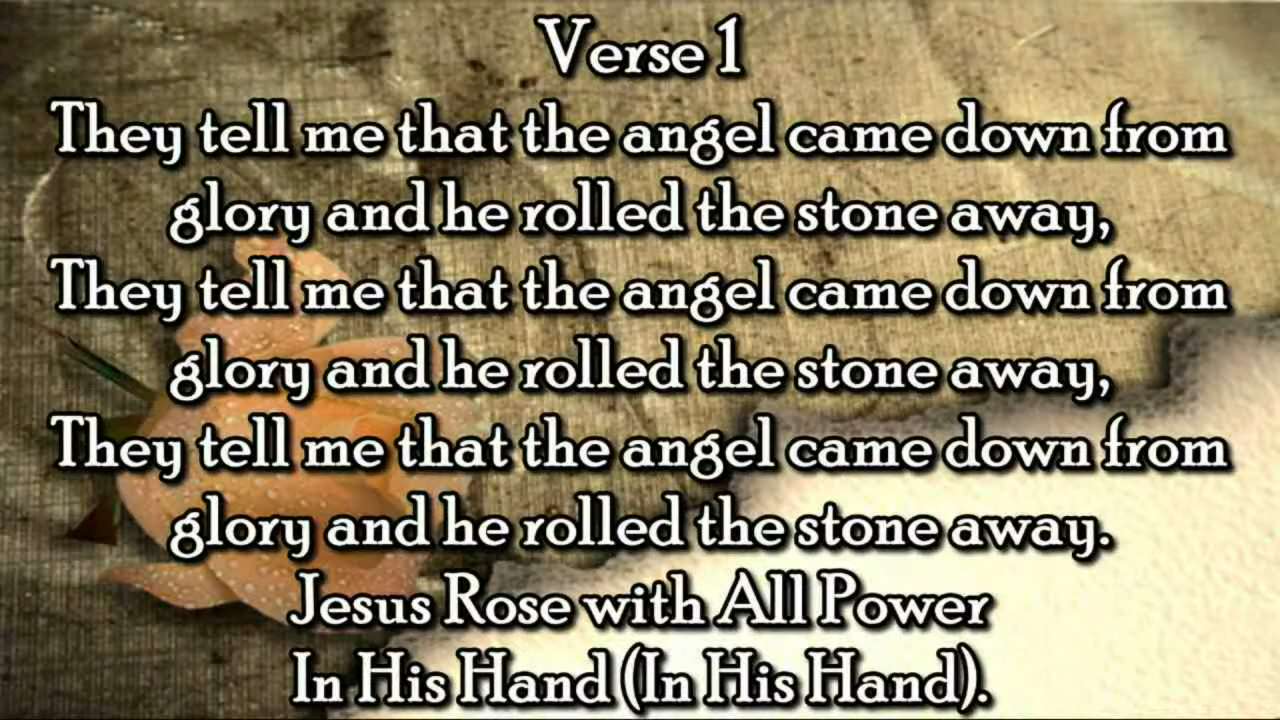 Verse 1
They tell me that the angel came down from
glory and he rolled the stone away,
They tell me that the angel came down from
glory and he rolled the stone away,
They tell me that the angel came down from
glory and he rolled the stone away.
Jesus Rose with All Power
In His Hand (In His Hand).